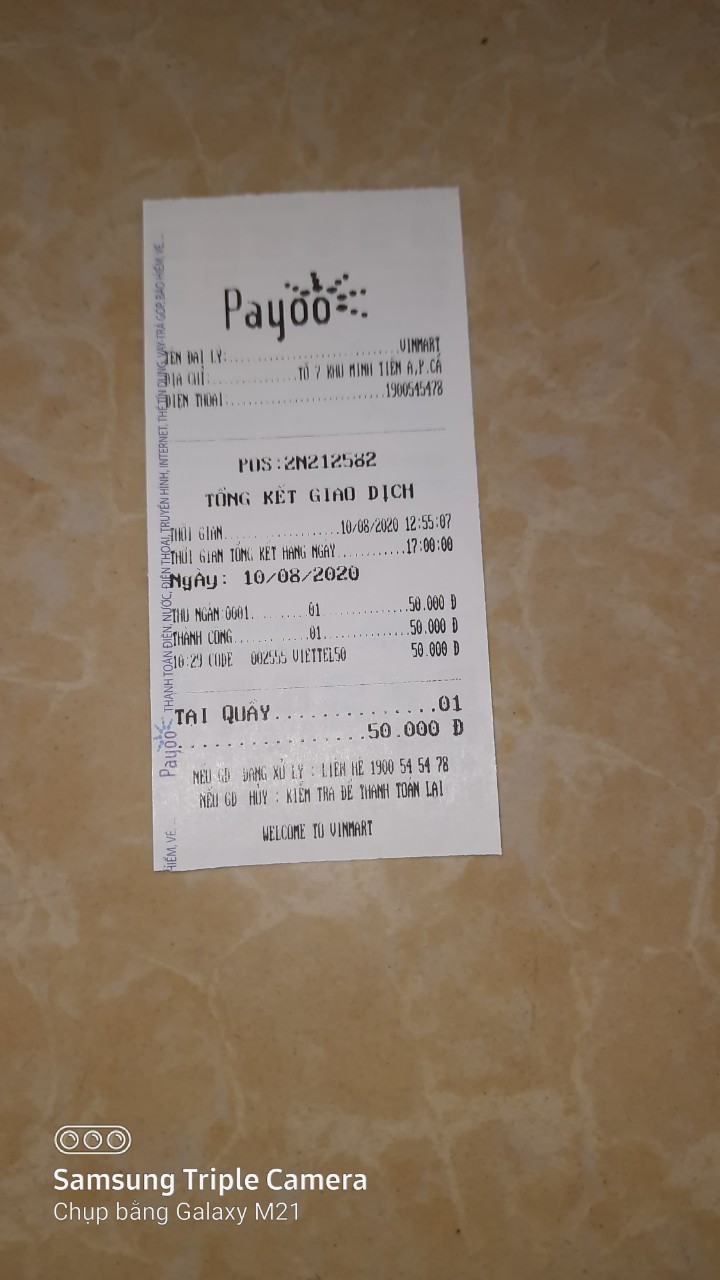 Payoo
TÊN ĐẠI LÝ:..............................VINMART
ĐỊA CHỈ:...............TỔ 7 KHU MINH TIẾN A,P.CẨ
ĐIỆN THOẠI:...........................1900545478
POS:2N212582
TỔNG KẾT GIAO DỊCH
THỜI GIAN....................10/08/2020 12:55:07
THỜI GIAN TỔNG KẾT HÀNG NGÀY...........17:00:00
Ngày: 10/08/2020
THU NGÂN:0001.........01...............50.000 Đ
THÀNH CÔNG............01...............50.000 Đ
10:29 CODE 002555 VIETTEL50 50.000 Đ
TẠI QUẦY..............01
................50.000 Đ
NẾU GD ĐANG XỬ LÝ : LIÊN HỆ 1900 54 54 78
NẾU GD HỦY : KIỂM TRA ĐỂ THANH TOÁN LẠI
WELCOME TO VINMART
HIỂM, VÉ...
Payoo THANH TOÁN ĐIỆN, NƯỚC, ĐIỆN THOẠI, TRUYỀN HÌNH, INTERNET, THẺ TÍN DỤNG, VAY-TRẢ GÓP, BẢO HIỂM, VÉ...
Samsung Triple Camera
Chụp bằng Galaxy M21